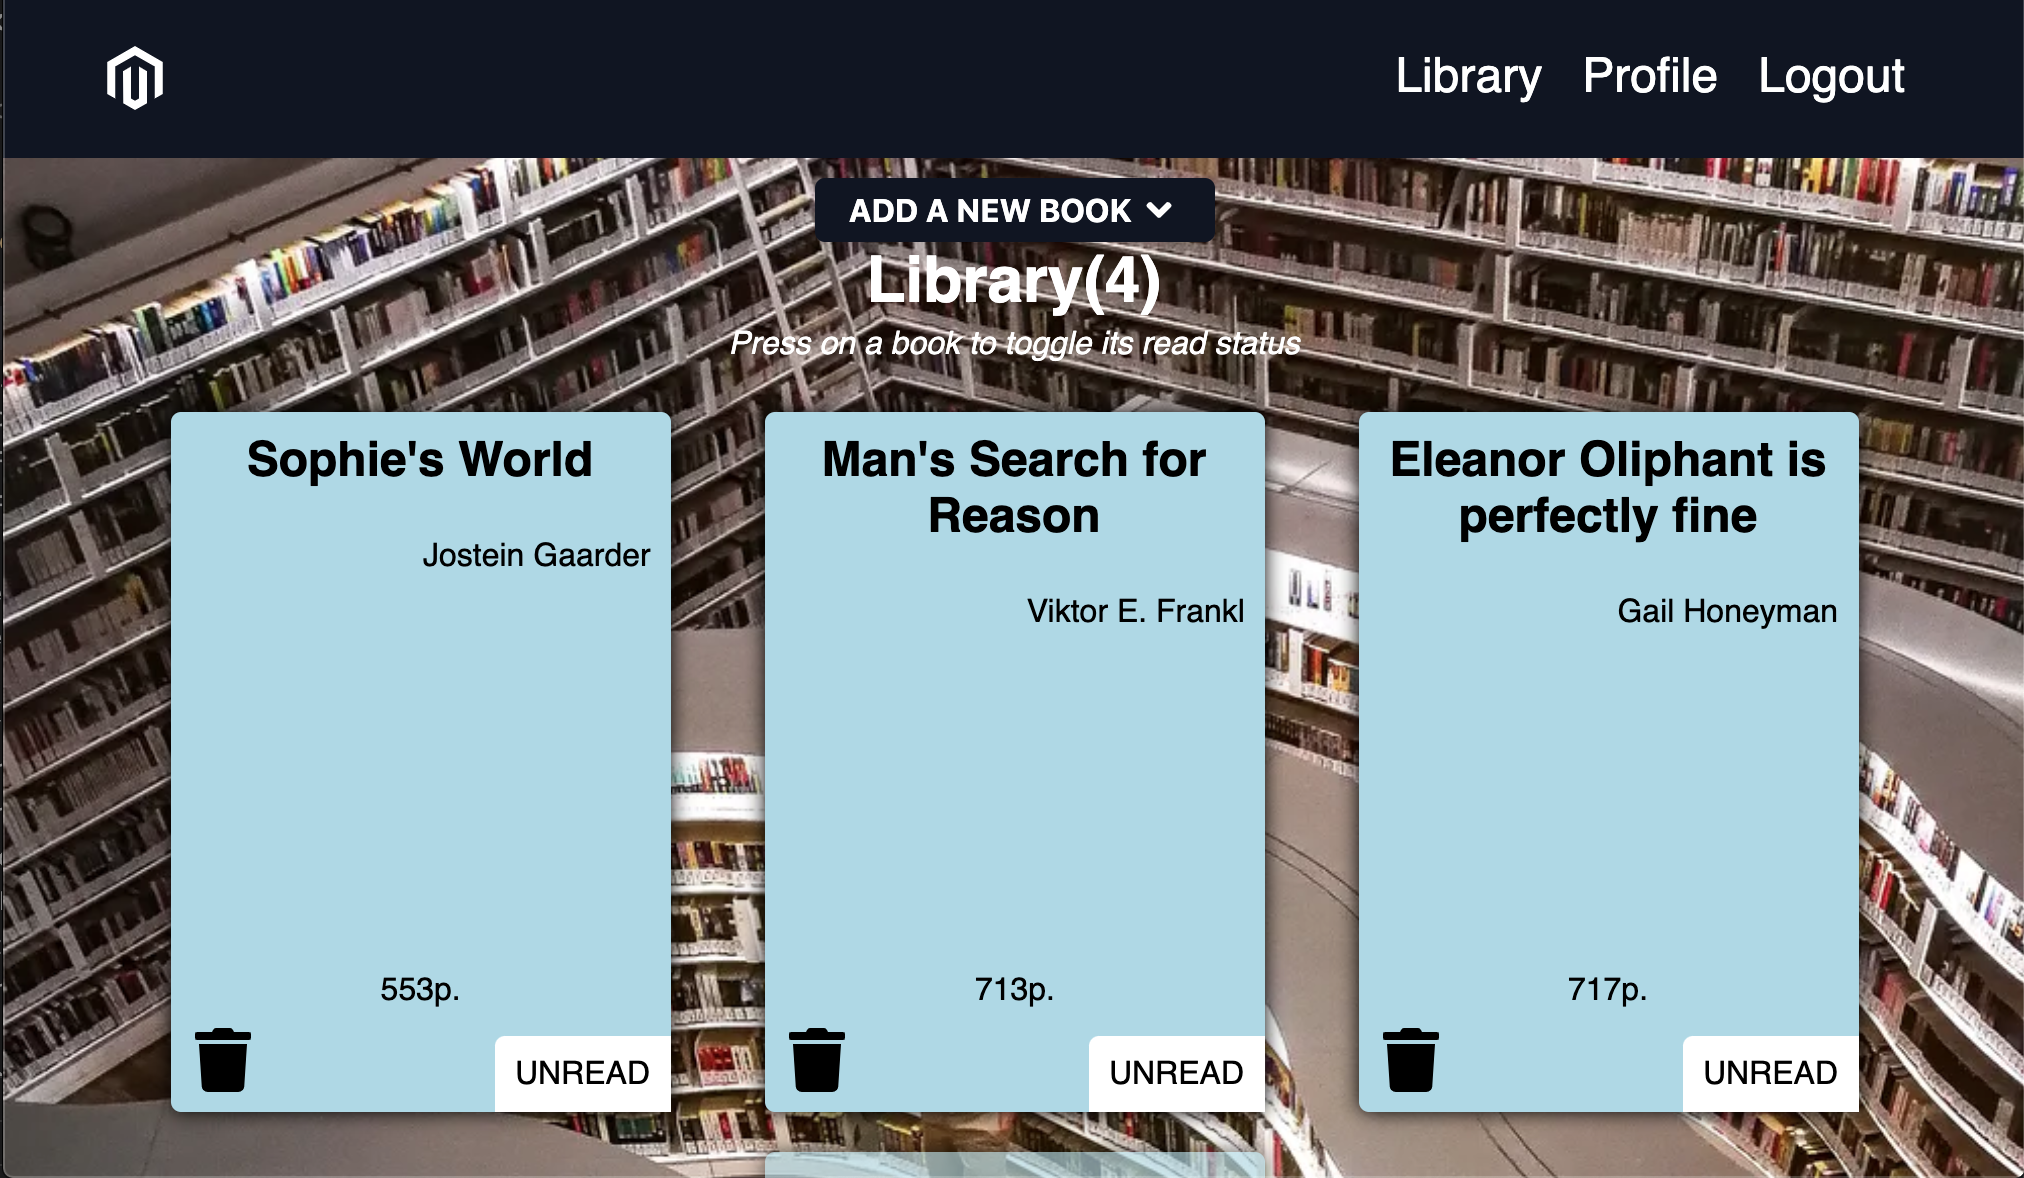 Library Profile Logout
ADD A NEW BOOK
Library(4)
Press on a book to toggle its read status
Sophie's World
Jostein Gaarder
553p.
UNREAD
Man's Search for
Reason
Viktor E. Frankl
713p.
UNREAD
Eleanor Oliphant is
perfectly fine
Gail Honeyman
717p.
UNREAD